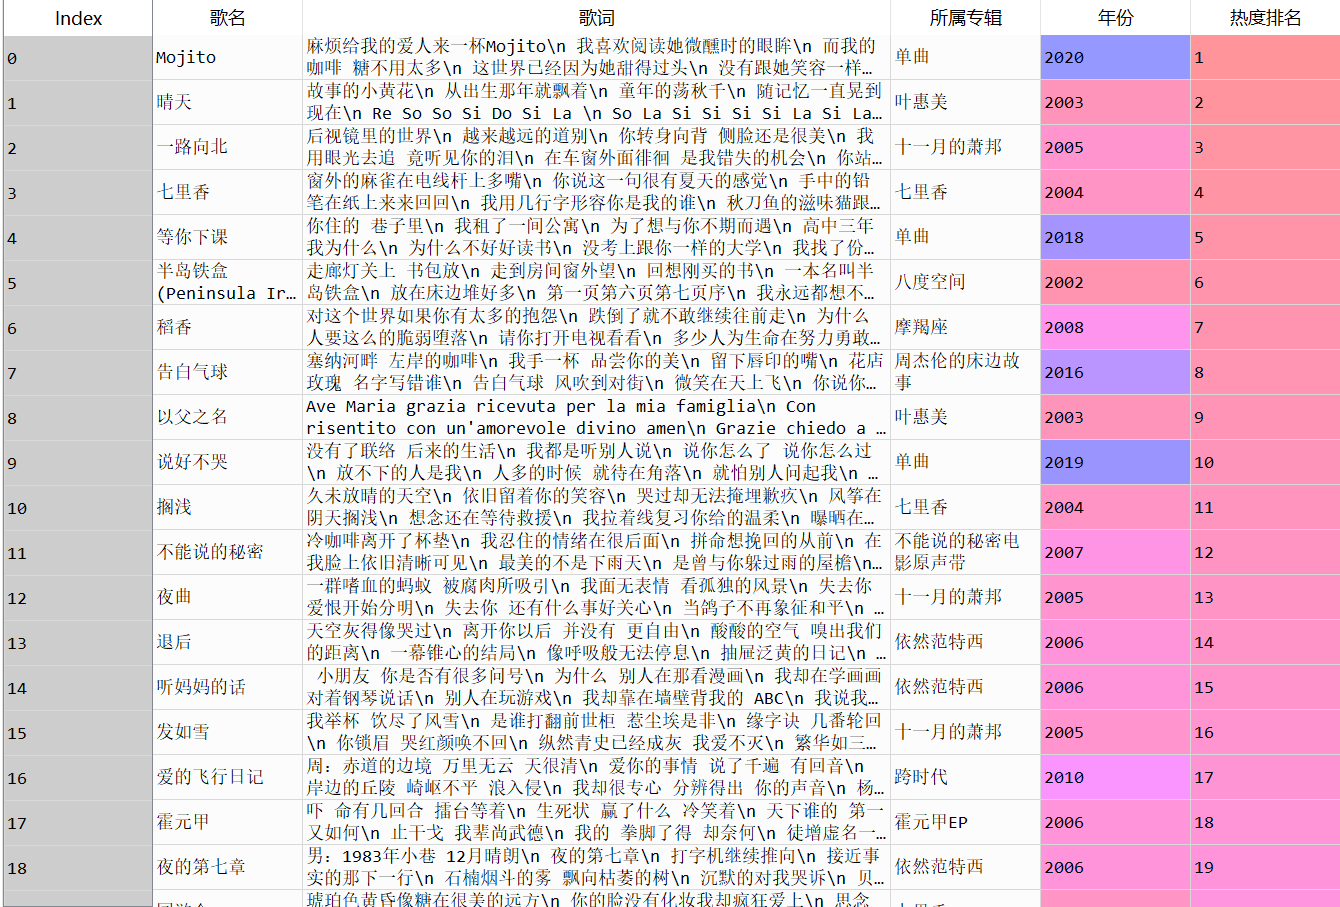 Index 歌名 歌词 所属专辑 年份 热度排名
0 Mojito 麻烦给我的爱人来一杯Mojito\n 我喜欢阅读她微醺时的眼眸\n 而我的 单曲 2020 1
咖啡 糖不用太多\n 这世界已经因为她甜得过头\n 没有跟她笑容一样…
1 晴天 故事的小黄花\n 从出生那年就飘着\n 童年的荡秋千\n 随记忆一直晃到 叶惠美 2003 2
现在\n Re So So Si Do Si La \n So La Si Si Si Si La Si La…
2 一路向北 后视镜里的世界\n 越来越远的道别\n 你转身向背 侧脸还是很美\n 我 十一月的萧邦 2005 3
用眼光去追 竟听见你的泪\n 在车窗外面徘徊 是我错失的机会\n 你站…
3 七里香 窗外的麻雀在电线杆上多嘴\n 你说这一句很有夏天的感觉\n 手中的铅 七里香 2004 4
笔在纸上来来回回\n 我用几行字形容你是我的谁\n 秋刀鱼的滋味猫跟…
4 等你下课 你住的 巷子里\n 我租了一间公寓\n 为了想与你不期而遇\n 高中三年 单曲 2018 5
我为什么\n 为什么不好好读书\n 没考上跟你一样的大学\n 我找了份…
5 半岛铁盒 走廊灯关上 书包放\n 走到房间窗外望\n 回想刚买的书\n 一本名叫半 八度空间 2002 6
(Peninsula Ir… 岛铁盒\n 放在床边堆好多\n 第一页第六页第七页序\n 我永远都想不…
6 稻香 对这个世界如果你有太多的抱怨\n 跌倒了就不敢继续往前走\n 为什么 摩羯座 2008 7
人要这么的脆弱堕落\n 请你打开电视看看\n 多少人为生命在努力勇敢…
7 告白气球 塞纳河畔 左岸的咖啡\n 我手一杯 品尝你的美\n 留下唇印的嘴\n 花店 周杰伦的床边故 2016 8
玫瑰 名字写错谁\n 告白气球 风吹到对街\n 微笑在天上飞\n 你说你… 事
8 以父之名 Ave Maria grazia ricevuta per la mia famiglia\n Con 叶惠美 2003 9
risentito con un'amorevole divino amen\n Grazie chiedo a …
9 说好不哭 没有了联络 后来的生活\n 我都是听别人说\n 说你怎么了 说你怎么过 单曲 2019 10
\n 放不下的人是我\n 人多的时候 就待在角落\n 就怕别人问起我\n …
10 搁浅 久未放晴的天空\n 依旧留着你的笑容\n 哭过却无法掩埋歉疚\n 风筝在 七里香 2004 11
阴天搁浅\n 想念还在等待救援\n 我拉着线复习你给的温柔\n 曝晒在…
11 不能说的秘密 冷咖啡离开了杯垫\n 我忍住的情绪在很后面\n 拼命想挽回的从前\n 在 不能说的秘密电 2007 12
我脸上依旧清晰可见\n 最美的不是下雨天\n 是曾与你躲过雨的屋檐\n… 影原声带
12 夜曲 一群嗜血的蚂蚁 被腐肉所吸引\n 我面无表情 看孤独的风景\n 失去你 十一月的萧邦 2005 13
爱恨开始分明\n 失去你 还有什么事好关心\n 当鸽子不再象征和平\n …
13 退后 天空灰得像哭过\n 离开你以后 并没有 更自由\n 酸酸的空气 嗅出我们 依然范特西 2006 14
的距离\n 一幕锥心的结局\n 像呼吸般无法停息\n 抽屉泛黄的日记\n …
14 听妈妈的话 小朋友 你是否有很多问号\n 为什么 别人在那看漫画\n 我却在学画画 依然范特西 2006 15
对着钢琴说话\n 别人在玩游戏\n 我却靠在墙壁背我的 ABC\n 我说我…
15 发如雪 我举杯 饮尽了风雪\n 是谁打翻前世柜 惹尘埃是非\n 缘字诀 几番轮回 十一月的萧邦 2005 16
\n 你锁眉 哭红颜唤不回\n 纵然青史已经成灰 我爱不灭\n 繁华如三…
16 爱的飞行日记 周：赤道的边境 万里无云 天很清\n 爱你的事情 说了千遍 有回音\n 跨时代 2010 17
岸边的丘陵 崎岖不平 浪入侵\n 我却很专心 分辨得出 你的声音\n 杨…
17 霍元甲 吓 命有几回合 擂台等着\n 生死状 赢了什么 冷笑着\n 天下谁的 第一 霍元甲EP 2006 18
又如何\n 止干戈 我辈尚武德\n 我的 拳脚了得 却奈何\n 徒增虚名一…
18 夜的第七章 男：1983年小巷 12月晴朗\n 夜的第七章\n 打字机继续推向\n 接近事 依然范特西 2006 19
实的那下一行\n 石楠烟斗的雾 飘向枯萎的树\n 沉默的对我哭诉\n 贝…
琥珀色黄昏像糖在很美的远方\n 你的脸没有化妆我却疯狂爱上\n 思念